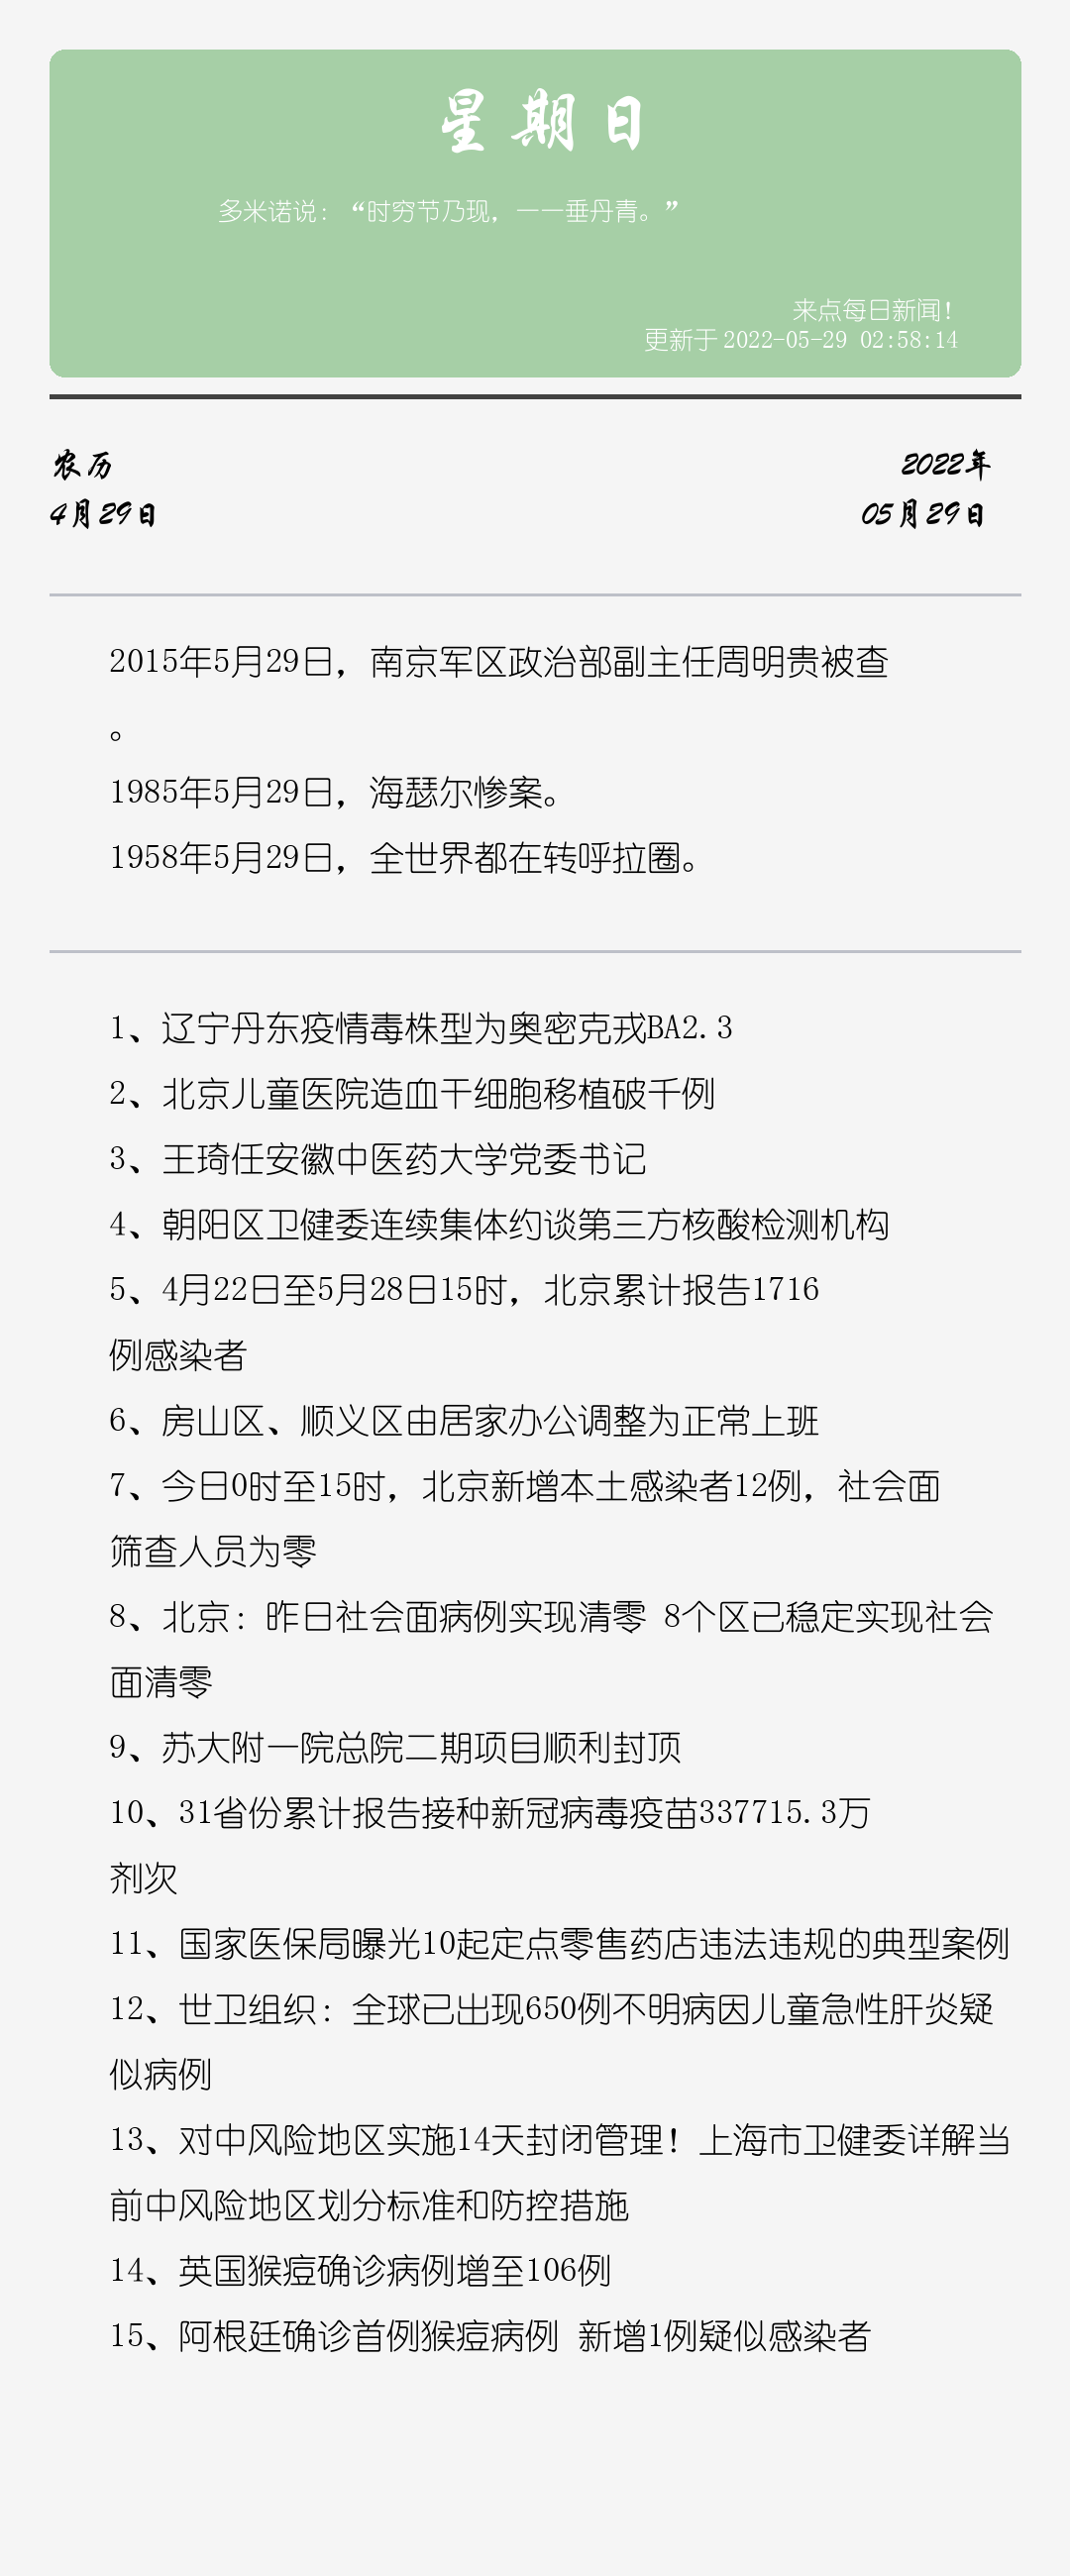 星期日
多米诺说：“时穷节乃现，一一垂丹青。”
来点每日新闻！
更新于 2022-05-29 02:58:14
农历
2022年
4月29日
05月29日
2015年5月29日，南京军区政治部副主任周明贵被查
。
1985年5月29日，海瑟尔惨案。
1958年5月29日，全世界都在转呼拉圈。
1、辽宁丹东疫情毒株型为奥密克戎BA2.3
2、北京儿童医院造血干细胞移植破千例
3、王琦任安徽中医药大学党委书记
4、朝阳区卫健委连续集体约谈第三方核酸检测机构
5、4月22日至5月28日15时，北京累计报告1716
例感染者
6、房山区、顺义区由居家办公调整为正常上班
7、今日0时至15时，北京新增本土感染者12例，社会面
筛查人员为零
8、北京：昨日社会面病例实现清零 8个区已稳定实现社会
面清零
9、苏大附一院总院二期项目顺利封顶
10、31省份累计报告接种新冠病毒疫苗337715.3万
剂次
11、国家医保局曝光10起定点零售药店违法违规的典型案例
12、世卫组织：全球已出现650例不明病因儿童急性肝炎疑
似病例
13、对中风险地区实施14天封闭管理！上海市卫健委详解当
前中风险地区划分标准和防控措施
14、英国猴痘确诊病例增至106例
15、阿根廷确诊首例猴痘病例 新增1例疑似感染者